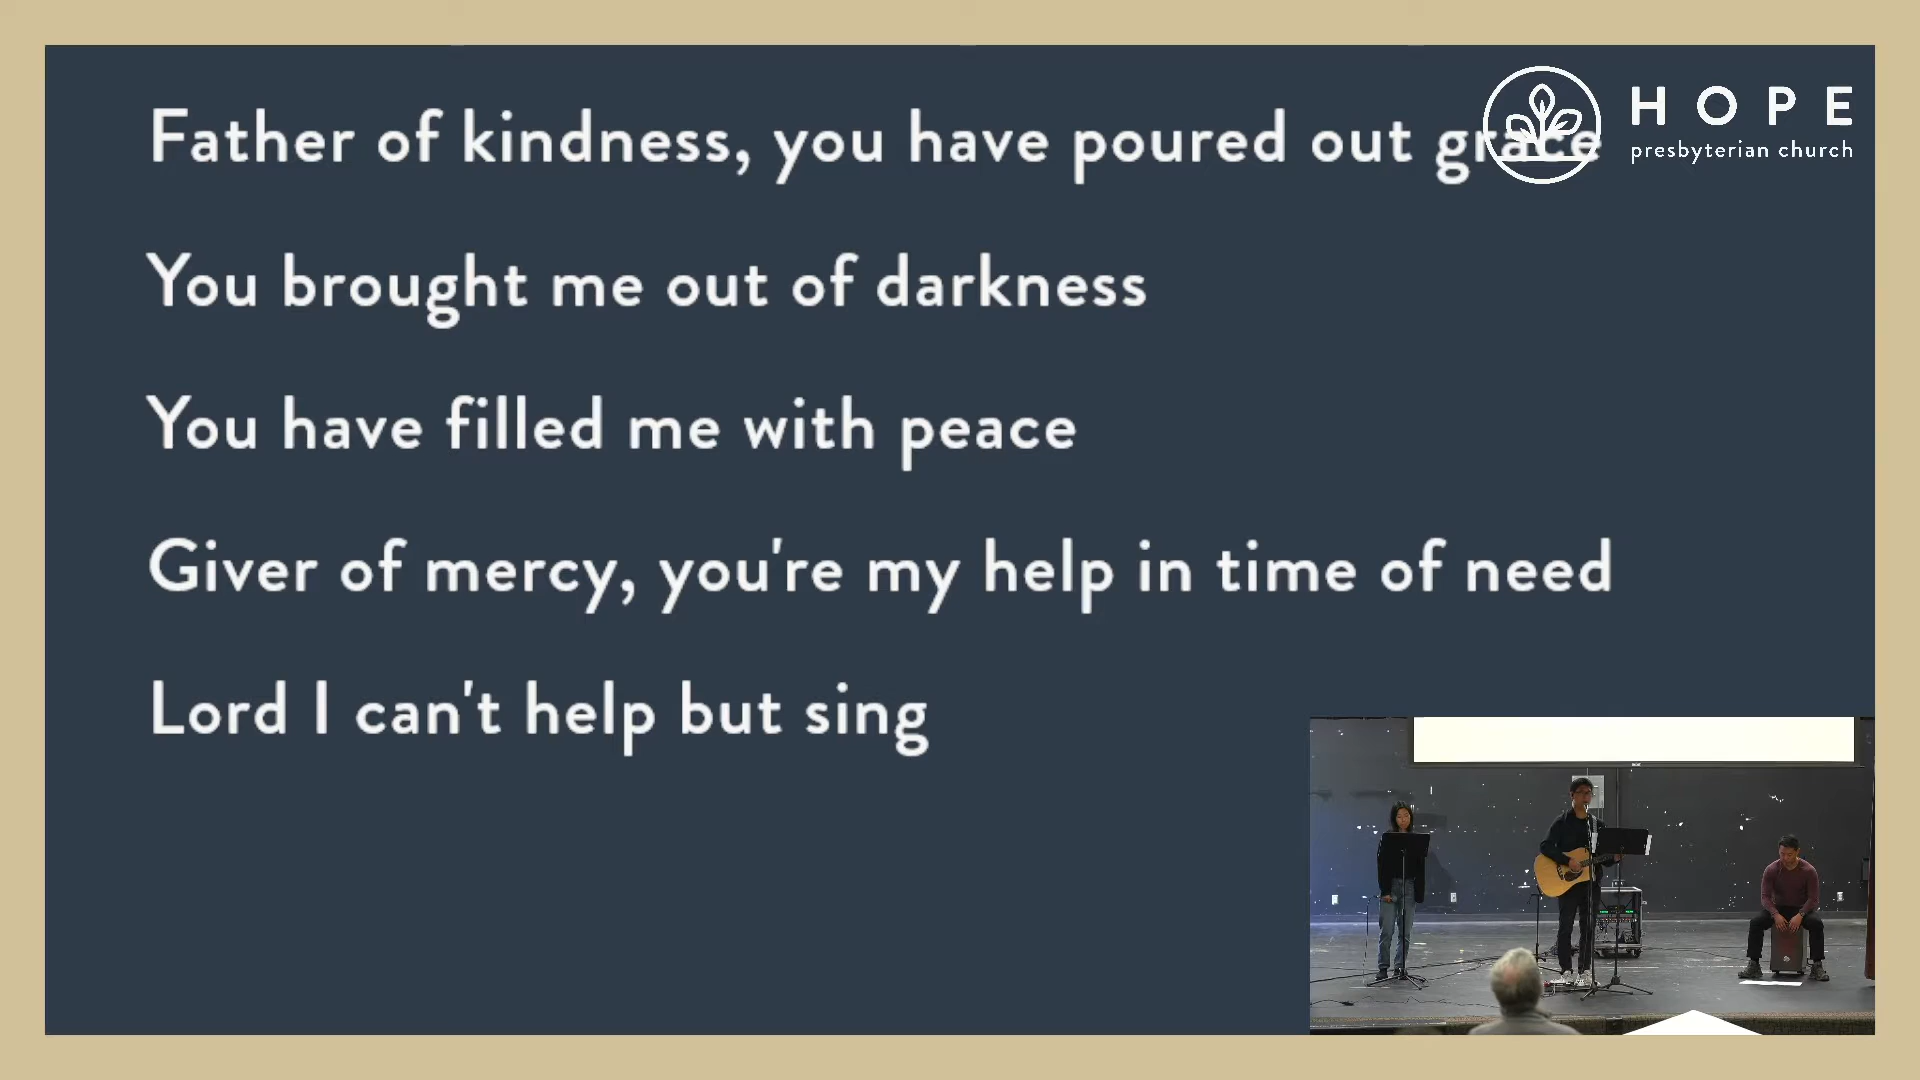 Father of kindness, you have poured out grace
HOPE
presbyterian church
You brought me out of darkness
You have filled me with peace
Giver of mercy, you're my help in time of need
Lord I can't help but sing